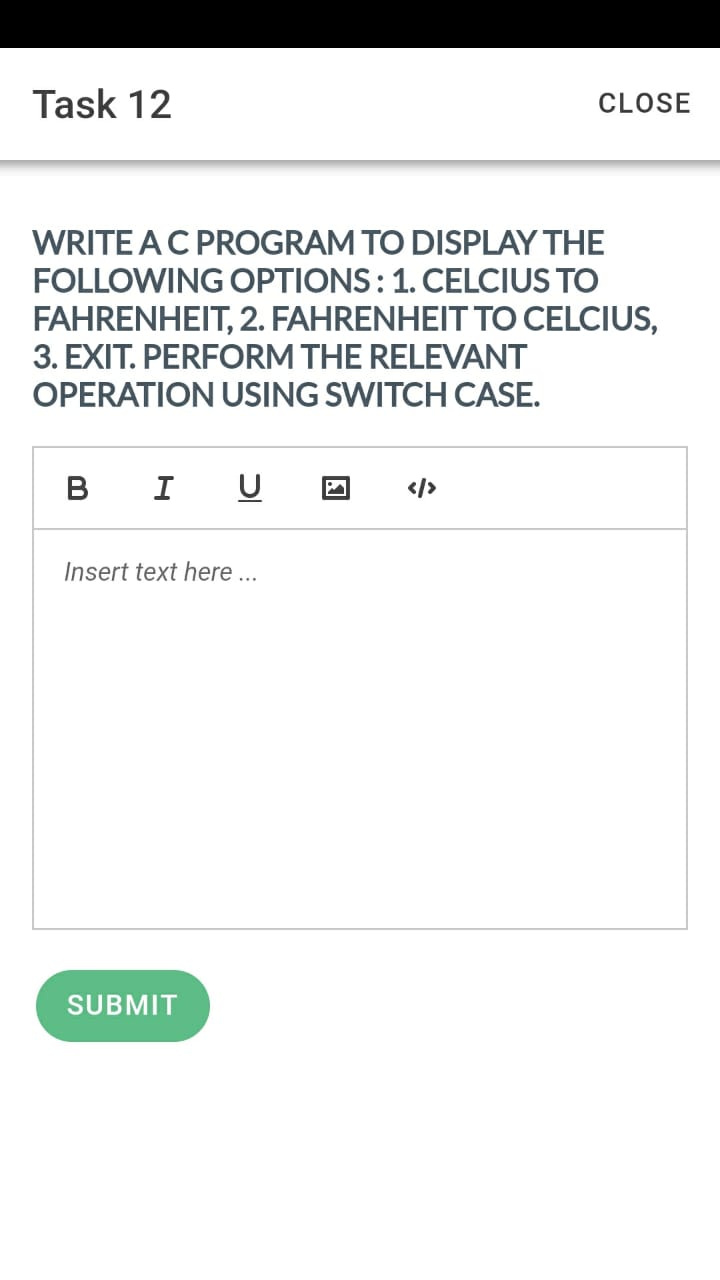 Task 12
CLOSE
WRITE A C PROGRAM TO DISPLAY THE
FOLLOWING OPTIONS : 1. CELCIUS TO
FAHRENHEIT, 2. FAHRENHEIT TO CELCIUS,
3. EXIT. PERFORM THE RELEVANT
OPERATION USING SWITCH CASE.
B I U </>
Insert text here ...
SUBMIT